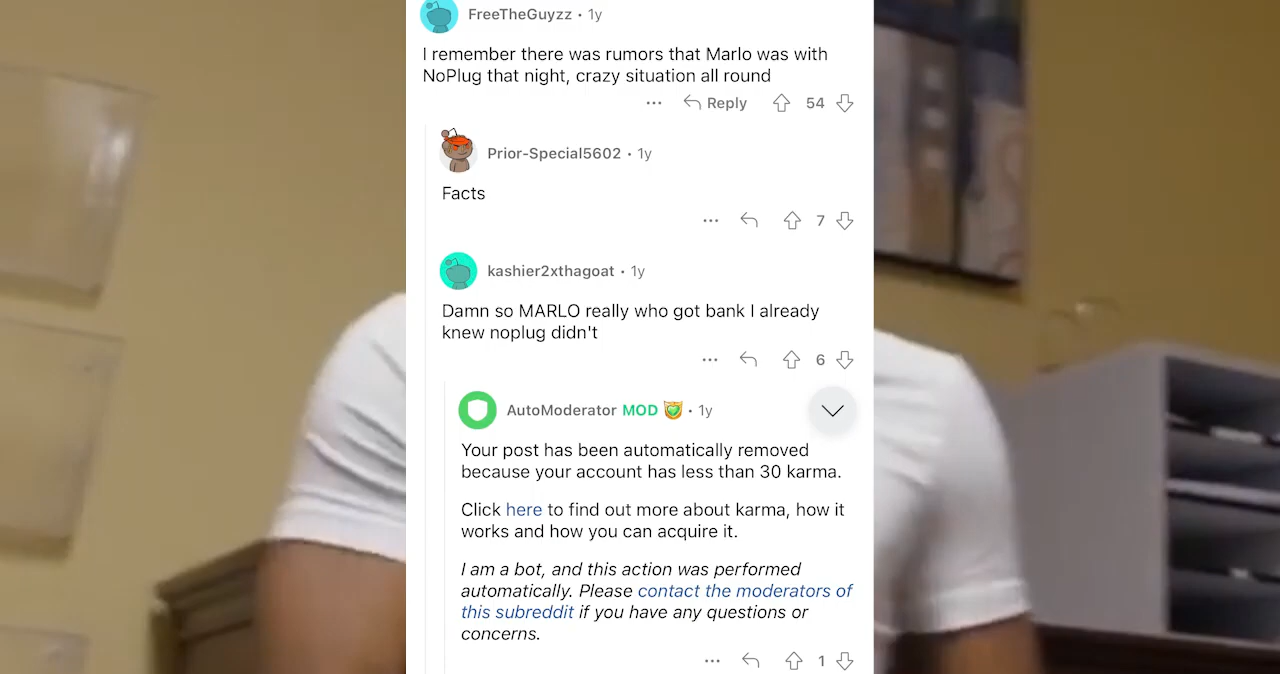 FreeTheGuyzz • 1y
I remember there was rumors that Marlo was with
NoPlug that night, crazy situation all round
Reply 54
Prior-Special5602 • 1y
Facts
7
kashier2xthagoat • 1y
Damn so MARLO really who got bank I already
knew noplug didn't
6
AutoModerator MOD • 1y
Your post has been automatically removed
because your account has less than 30 karma.
Click here to find out more about karma, how it
works and how you can acquire it.
I am a bot, and this action was performed
automatically. Please contact the moderators of
this subreddit if you have any questions or
concerns.
1